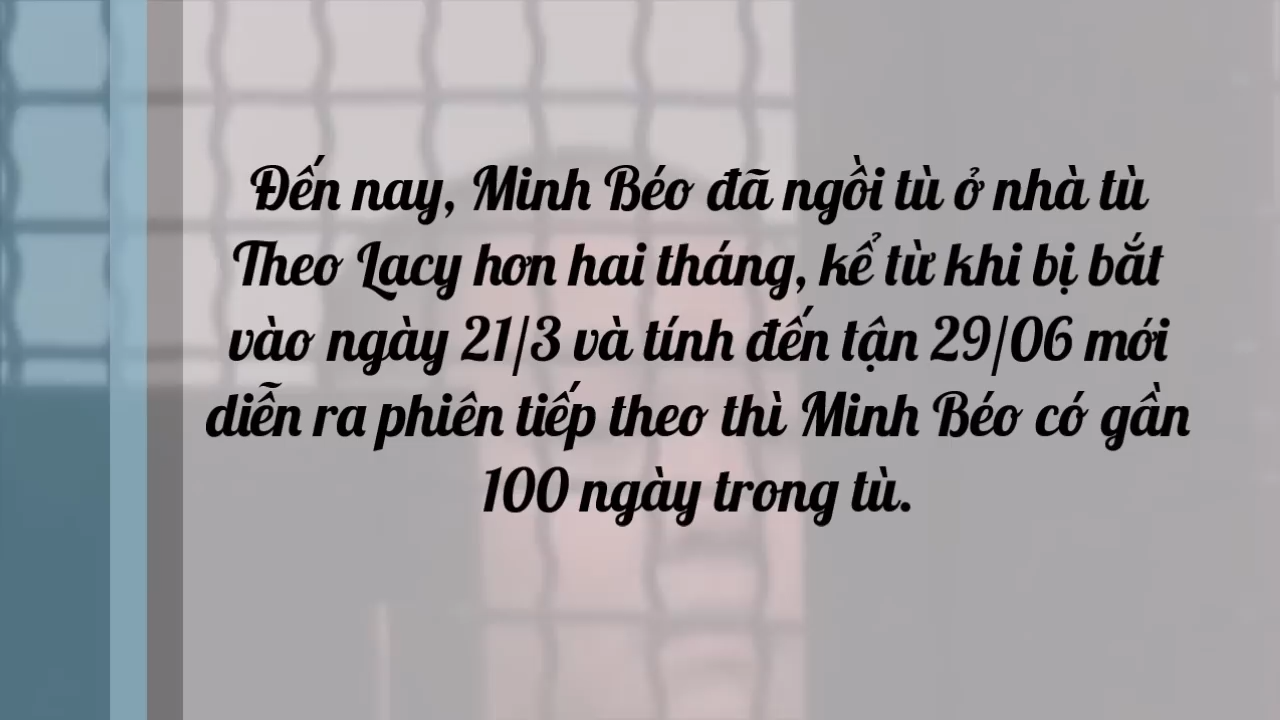 Đến nay, Minh Béo đã ngồi tù ở nhà tù
Theo Lacy hơn hai tháng, kể từ khi bị bắt
vào ngày 21/3 và tính đến tận 29/06 mới
diễn ra phiên tiếp theo thì Minh Béo có gần
100 ngày trong tù.